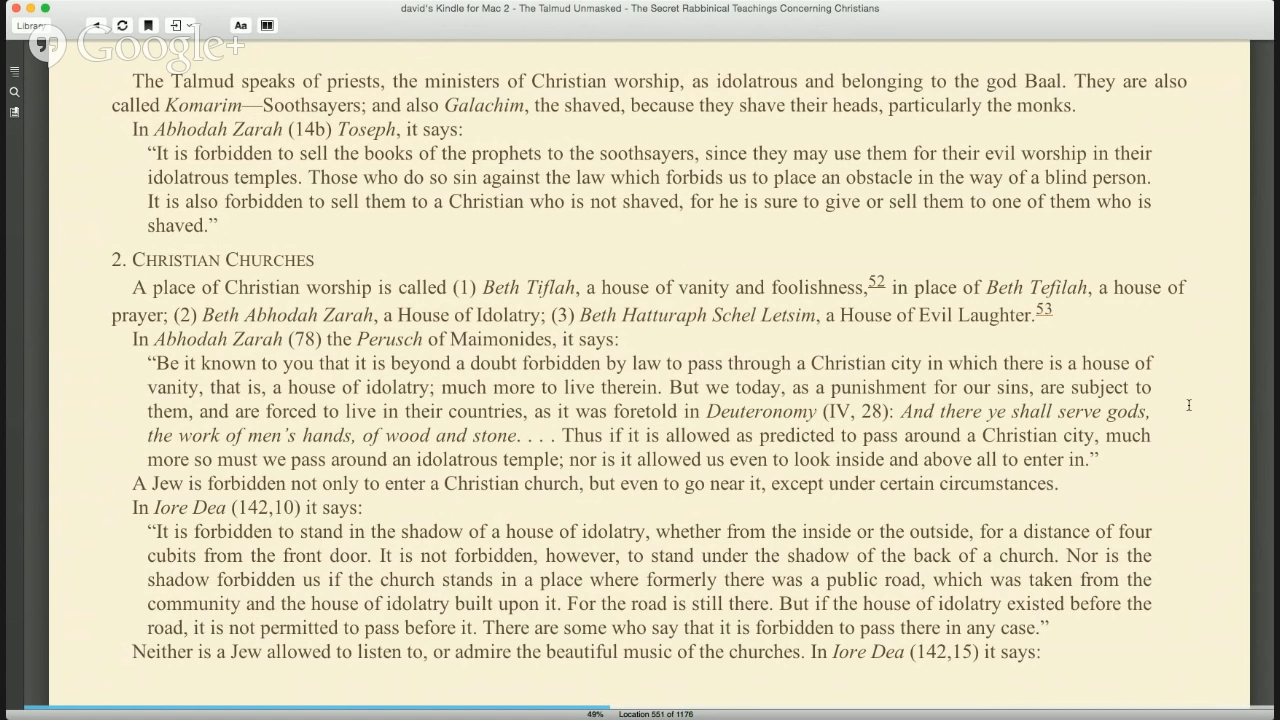 david's Kindle for Mac 2 - The Talmud Unmasked - The Secret Rabbinical Teachings Concerning Christians
Library
Aa
Google+
The Talmud speaks of priests, the ministers of Christian worship, as idolatrous and belonging to the god Baal. They are also
called Komarim—Soothsayers; and also Galachim, the shaved, because they shave their heads, particularly the monks.
In Abhodah Zarah (14b) Toseph, it says:
“It is forbidden to sell the books of the prophets to the soothsayers, since they may use them for their evil worship in their
idolatrous temples. Those who do so sin against the law which forbids us to place an obstacle in the way of a blind person.
It is also forbidden to sell them to a Christian who is not shaved, for he is sure to give or sell them to one of them who is
shaved.”
2. CHRISTIAN CHURCHES
A place of Christian worship is called (1) Beth Tiflah, a house of vanity and foolishness,52 in place of Beth Tefilah, a house of
prayer; (2) Beth Abhodah Zarah, a House of Idolatry; (3) Beth Hatturaph Schel Letsim, a House of Evil Laughter.53
In Abhodah Zarah (78) the Perusch of Maimonides, it says:
“Be it known to you that it is beyond a doubt forbidden by law to pass through a Christian city in which there is a house of
vanity, that is, a house of idolatry; much more to live therein. But we today, as a punishment for our sins, are subject to
them, and are forced to live in their countries, as it was foretold in Deuteronomy (IV, 28): And there ye shall serve gods,
the work of men’s hands, of wood and stone. . . . Thus if it is allowed as predicted to pass around a Christian city, much
more so must we pass around an idolatrous temple; nor is it allowed us even to look inside and above all to enter in.”
A Jew is forbidden not only to enter a Christian church, but even to go near it, except under certain circumstances.
In Iore Dea (142,10) it says:
“It is forbidden to stand in the shadow of a house of idolatry, whether from the inside or the outside, for a distance of four
cubits from the front door. It is not forbidden, however, to stand under the shadow of the back of a church. Nor is the
shadow forbidden us if the church stands in a place where formerly there was a public road, which was taken from the
community and the house of idolatry built upon it. For the road is still there. But if the house of idolatry existed before the
road, it is not permitted to pass before it. There are some who say that it is forbidden to pass there in any case.”
Neither is a Jew allowed to listen to, or admire the beautiful music of the churches. In Iore Dea (142,15) it says:
49% Location 551 of 1176